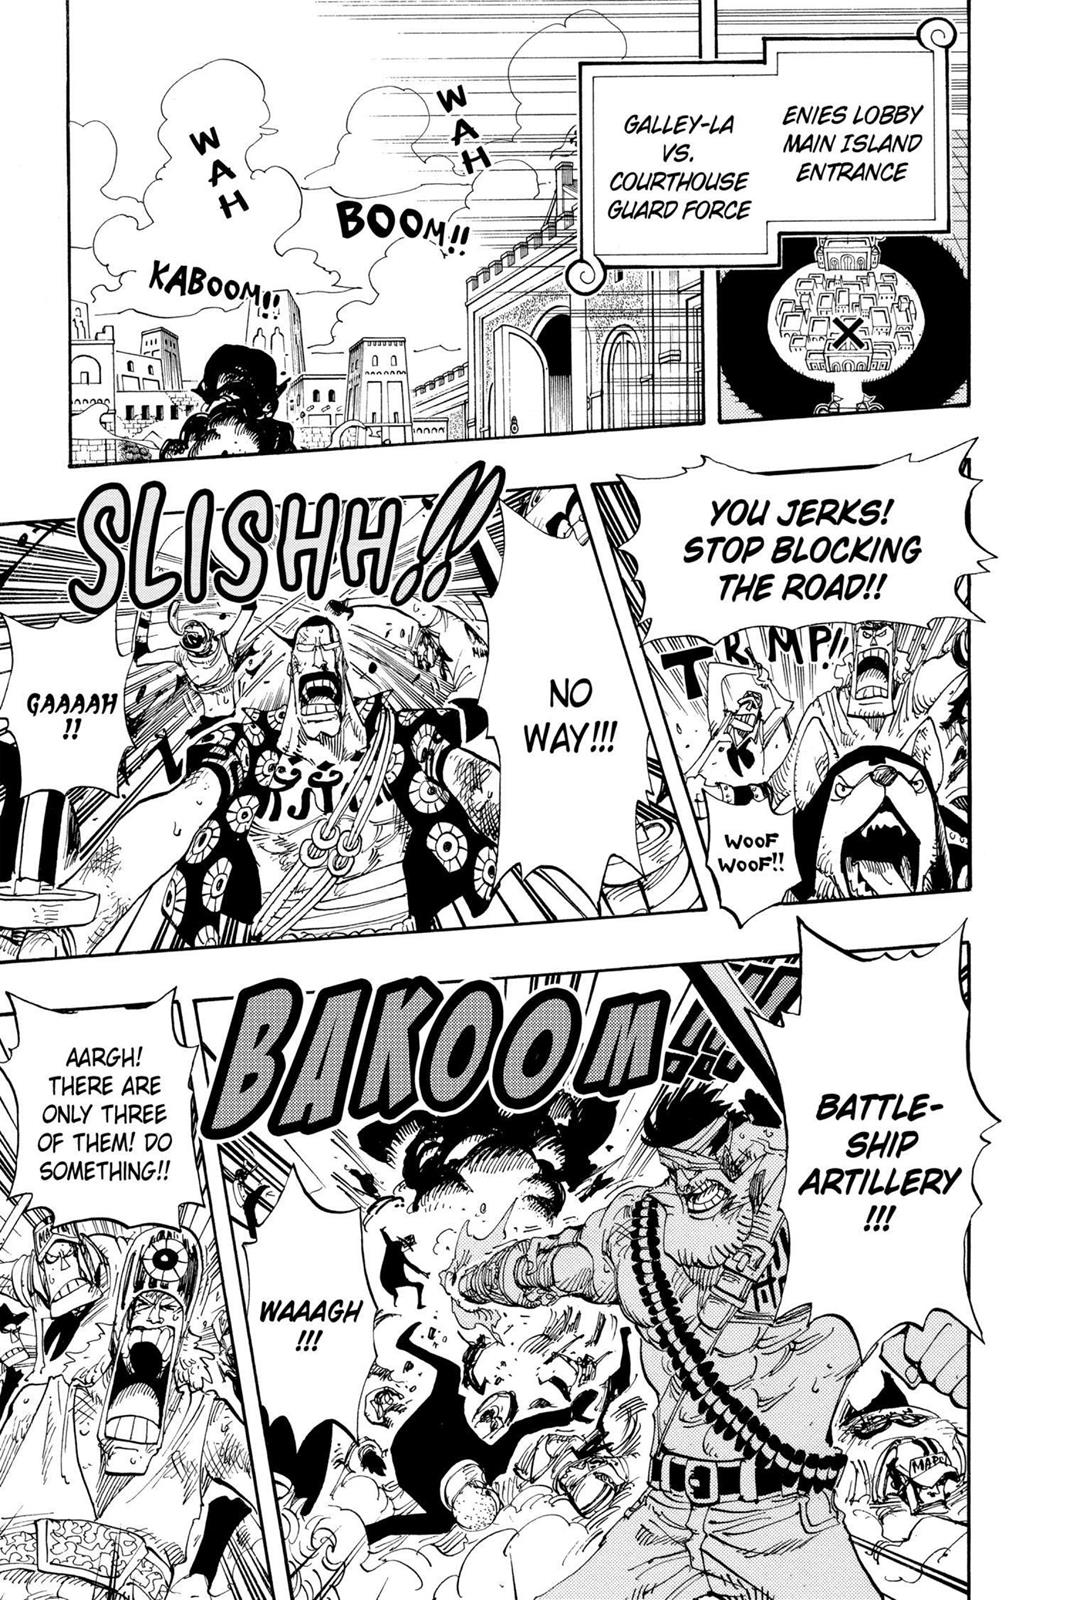 ENIES LOBBY
MAIN ISLAND
ENTRANCE
GALLEY-LA
VS.
COURTHOUSE
GUARD FORCE
WAH
WAH
BOOM!!
KABOOM!!
YOU JERKS!
STOP BLOCKING
THE ROAD!!
TROMP!!
WOOF
WOOF!!
NO
WAY!!!
SLISHH!!
GAAAAH
!!
BATTLE-
SHIP
ARTILLERY
!!!
BAKOOM
WAAAGH
!!!
AARGH!
THERE ARE
ONLY THREE
OF THEM! DO
SOMETHING!!